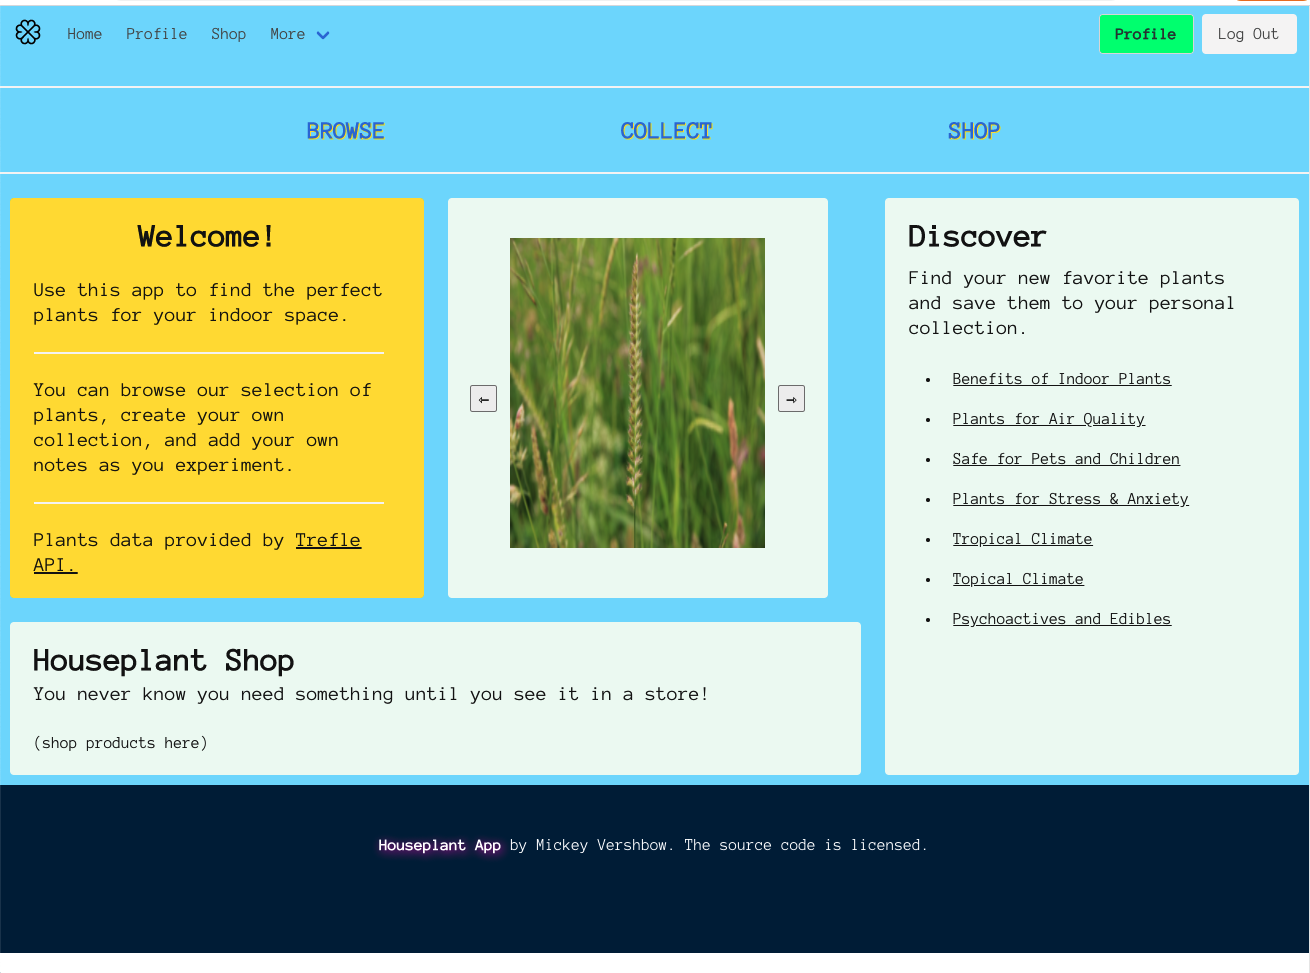 Home Profile Shop More Profile Log Out
BROWSE COLLECT SHOP
Welcome!
Use this app to find the perfect
plants for your indoor space.
You can browse our selection of
plants, create your own
collection, and add your own
notes as you experiment.
Plants data provided by Trefle
API.
←
→
Discover
Find your new favorite plants
and save them to your personal
collection.
• Benefits of Indoor Plants
• Plants for Air Quality
• Safe for Pets and Children
• Plants for Stress & Anxiety
• Tropical Climate
• Topical Climate
• Psychoactives and Edibles
Houseplant Shop
You never know you need something until you see it in a store!
(shop products here)
Houseplant App by Mickey Vershbow. The source code is licensed.